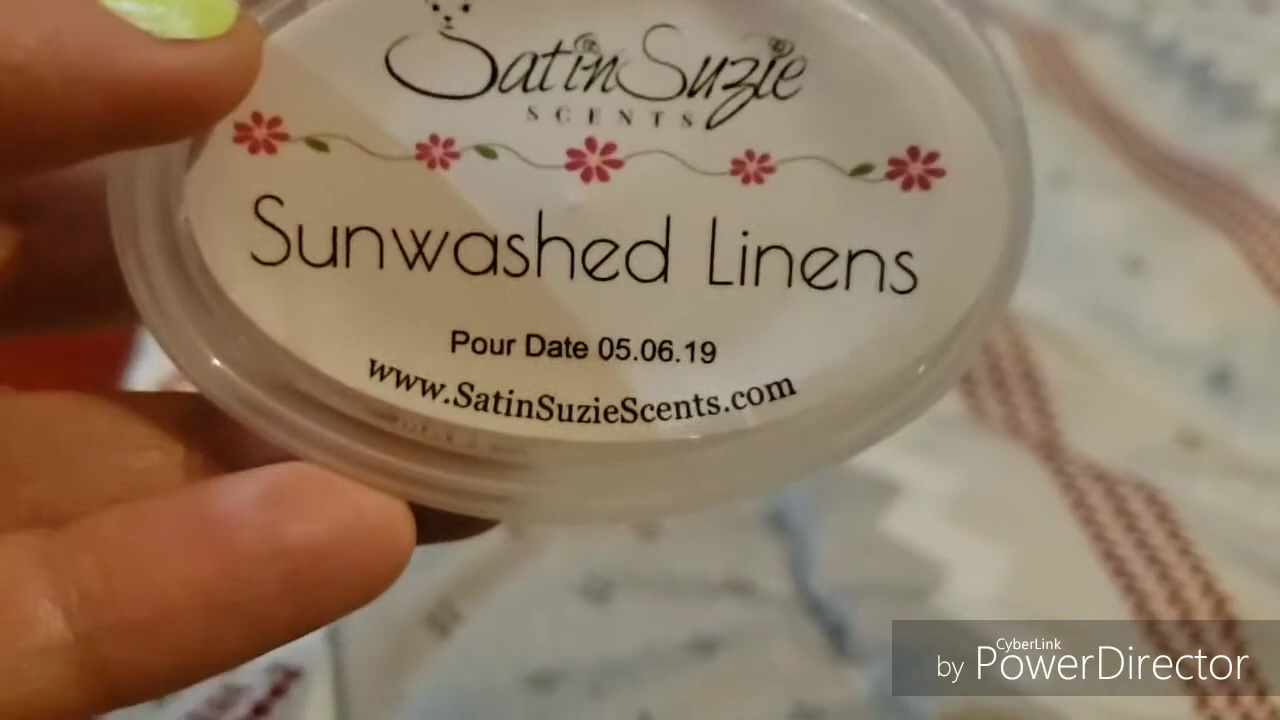 SatinSuzie
SCENTS
Sunwashed Linens
Pour Date 05.06.19
www.SatinSuzieScents.com
CyberLink
by PowerDirector